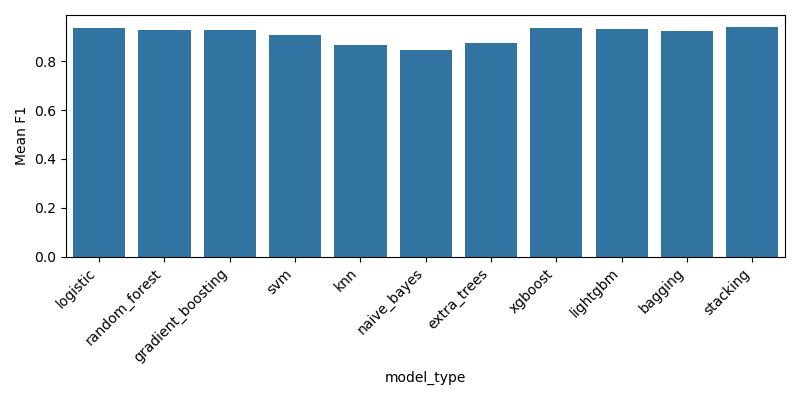 Mean F1
0.8
0.6
0.4
0.2
0.0
logistic
random_forest
gradient_boosting
svm
knn
naive_bayes
extra_trees
xgboost
lightgbm
bagging
stacking
model_type